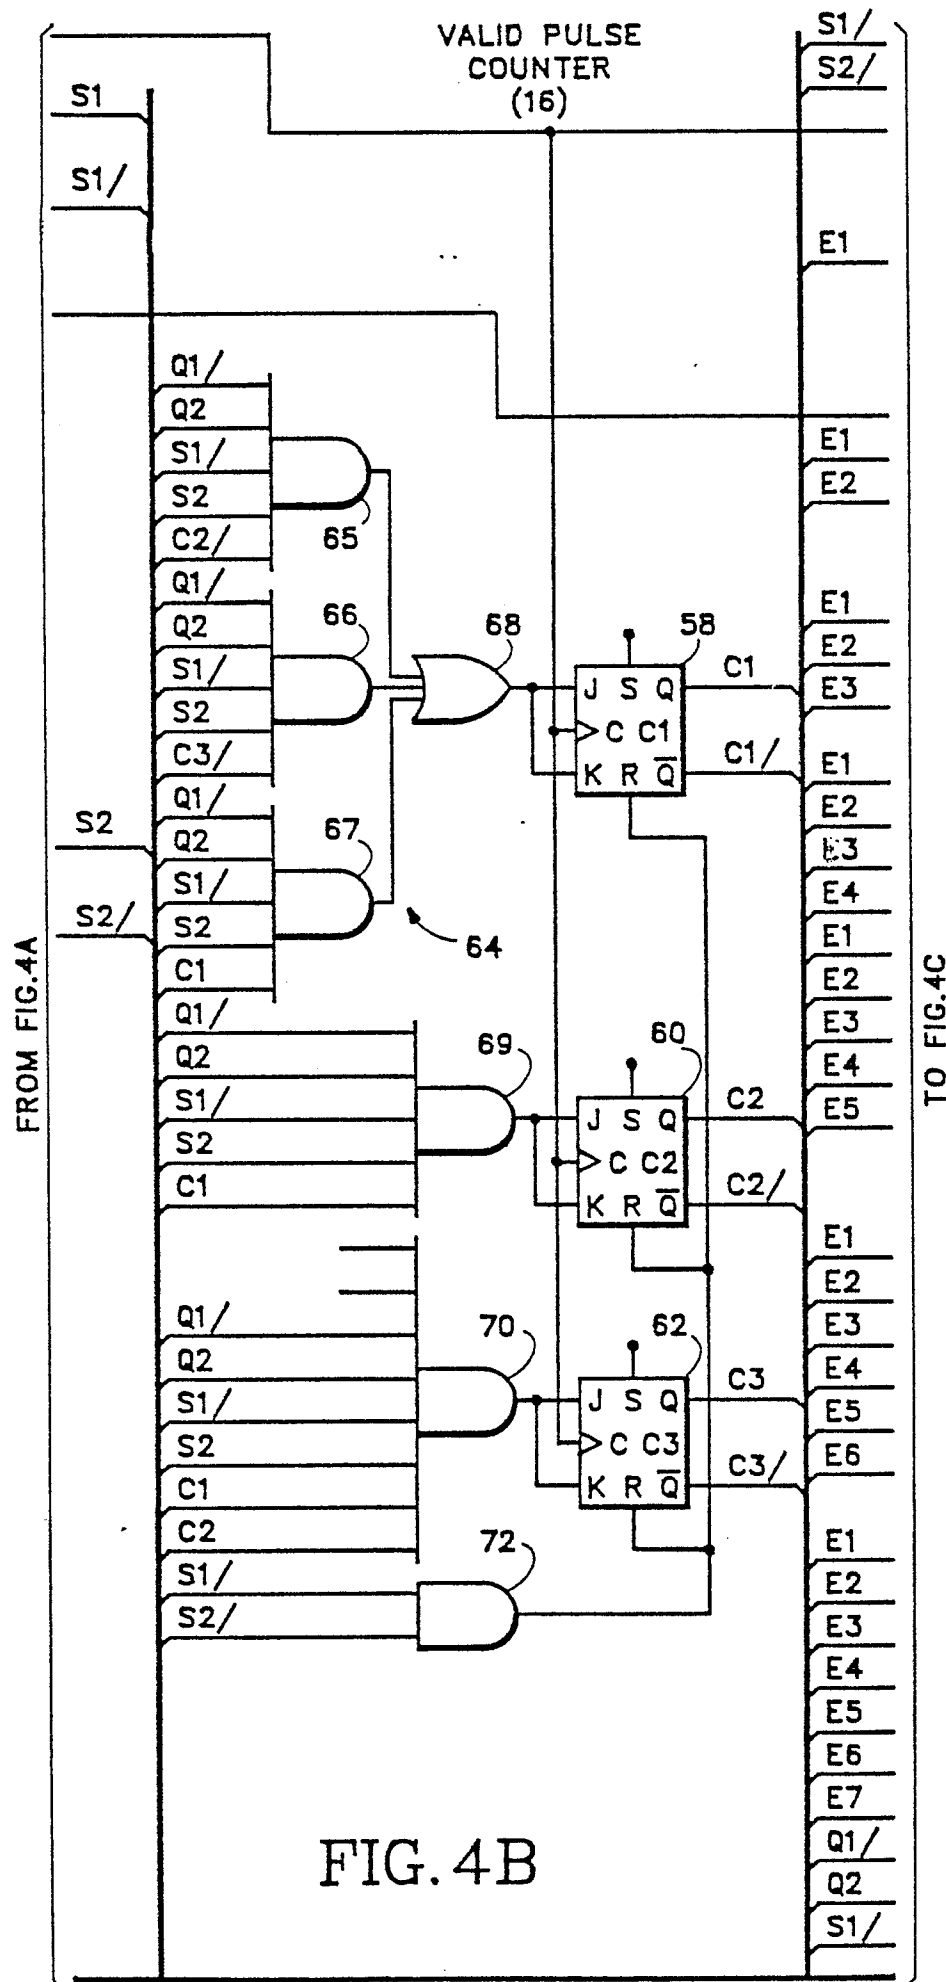 VALID PULSE
COUNTER
(16)
S1
S1/
S2
S2/
FROM FIG.4A
Q1/
Q2
S1/
S2
C2/
65
Q1/
Q2
S1/
S2
C3/
66
Q1/
Q2
S1/
S2
C1
67
64
68
58
J S Q
C C1
K R Q̅
C1
C1/
Q1/
Q2
S1/
S2
C1
69
60
J S Q
C C2
K R Q̅
C2
C2/
Q1/
Q2
S1/
S2
C1
C2
70
62
J S Q
C C3
K R Q̅
C3
C3/
S1/
S2/
72
S1/
S2/
E1
E1
E2
E1
E2
E3
E1
E2
E3
E4
E1
E2
E3
E4
E5
E1
E2
E3
E4
E5
E6
E1
E2
E3
E4
E5
E6
E7
Q1/
Q2
S1/
TO FIG.4C
FIG. 4B